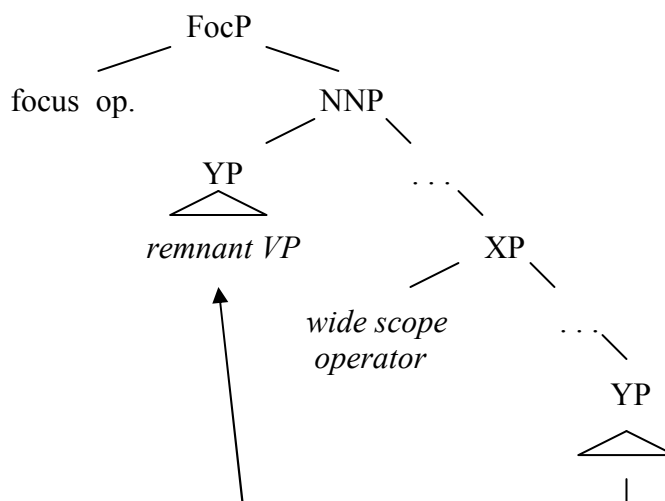 FocP
focus op. NNP
YP . . .
remnant VP XP
wide scope . . .
operator
YP